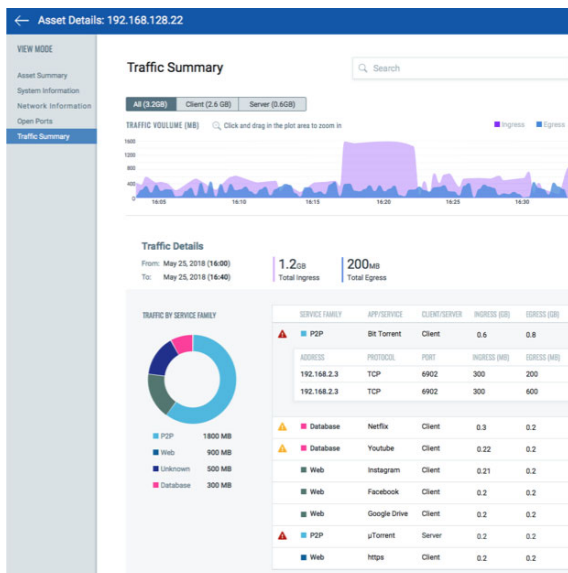 Asset Details: 192.168.128.22
VIEW MODE
Asset Summary
System Information
Network Information
Open Ports
Traffic Summary
Traffic Summary
Search
All (3.2GB) Client (2.6 GB) Server (0.6GB)
TRAFFIC VOULUME (MB) Click and drag in the plot area to zoom in
Ingress Egress
1600
1200
800
400
0
16:05 16:10 16:15 16:20 16:25 16:30
Traffic Details
From: May 25, 2018 (16:00)
To: May 25, 2018 (16:40)
1.2GB
Total Ingress
200MB
Total Egress
TRAFFIC BY SERVICE FAMILY
P2P 1800 MB
Web 900 MB
Unknown 500 MB
Database 300 MB
SERVICE FAMILY APP/SERVICE CLIENT/SERVER INGRESS (GB) EGRESS (GB)
P2P Bit Torrent Client 0.6 0.8
ADDRESS PROTOCOL PORT INGRESS (MB) EGRESS (MB)
192.168.2.3 TCP 6902 300 200
192.168.2.3 TCP 6902 300 600
Database Netflix Client 0.3 0.2
Database Youtube Client 0.22 0.2
Web Instagram Client 0.21 0.2
Web Facebook Client 0.2 0.2
Web Google Drive Client 0.2 0.2
P2P µTorrent Server 0.2 0.2
Web https Client 0.2 0.2